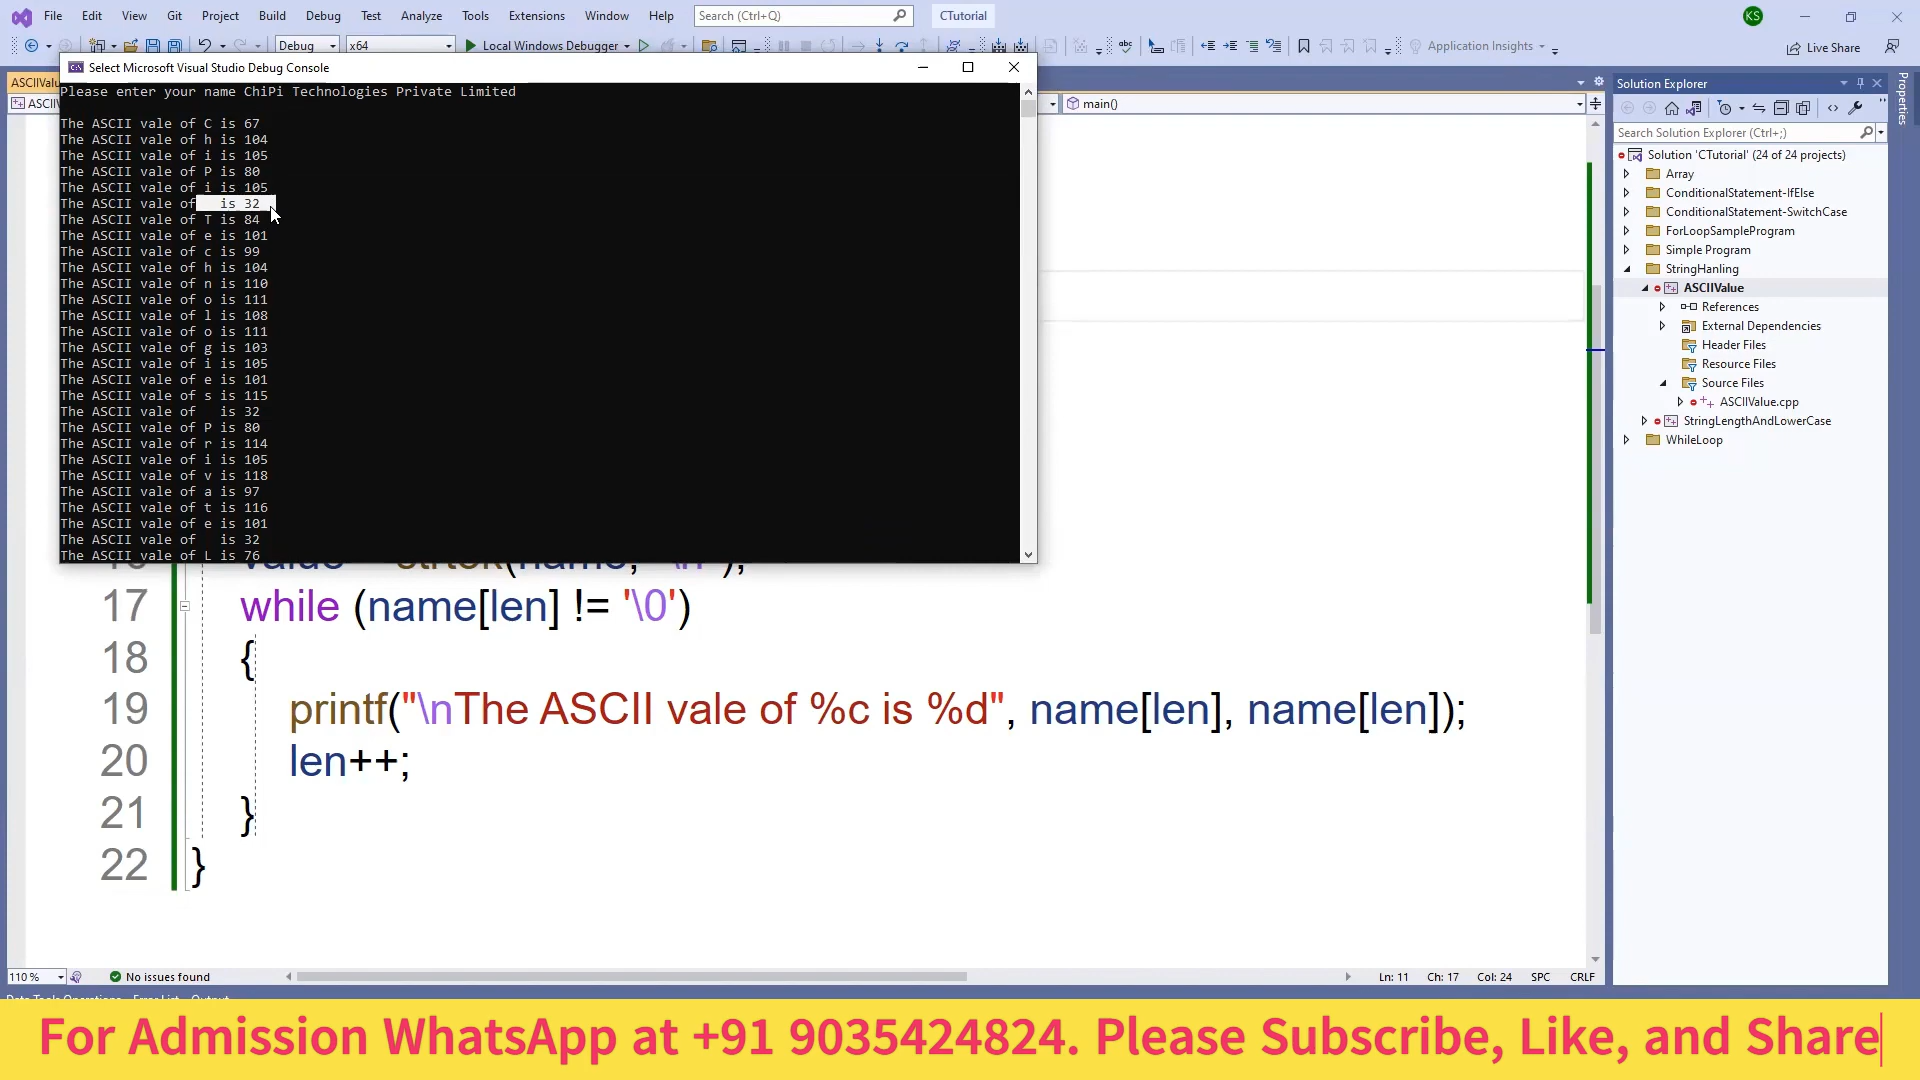 File Edit View Git Project Build Debug Test Analyze Tools Extensions Window Help Search (Ctrl+Q) CTutorial KS
Debug x64 Local Windows Debugger Application Insights Live Share
Select Microsoft Visual Studio Debug Console
Please enter your name ChiPi Technologies Private Limited
The ASCII vale of C is 67
The ASCII vale of h is 104
The ASCII vale of i is 105
The ASCII vale of P is 80
The ASCII vale of i is 105
The ASCII vale of   is 32
The ASCII vale of T is 84
The ASCII vale of e is 101
The ASCII vale of c is 99
The ASCII vale of h is 104
The ASCII vale of n is 110
The ASCII vale of o is 111
The ASCII vale of l is 108
The ASCII vale of o is 111
The ASCII vale of g is 103
The ASCII vale of i is 105
The ASCII vale of e is 101
The ASCII vale of s is 115
The ASCII vale of   is 32
The ASCII vale of P is 80
The ASCII vale of r is 114
The ASCII vale of i is 105
The ASCII vale of v is 118
The ASCII vale of a is 97
The ASCII vale of t is 116
The ASCII vale of e is 101
The ASCII vale of   is 32
The ASCII vale of L is 76
main()
17 while (name[len] != '\0')
18 {
19 printf("\nThe ASCII vale of %c is %d", name[len], name[len]);
20 len++;
21 }
22 }
110 % No issues found Ln: 11 Ch: 17 Col: 24 SPC CRLF
Solution Explorer
Search Solution Explorer (Ctrl+;)
Solution 'CTutorial' (24 of 24 projects)
Array
ConditionalStatement-IfElse
ConditionalStatement-SwitchCase
ForLoopSampleProgram
Simple Program
StringHanling
ASCIIValue
References
External Dependencies
Header Files
Resource Files
Source Files
ASCIIValue.cpp
StringLengthAndLowerCase
WhileLoop
Properties
For Admission WhatsApp at +91 9035424824. Please Subscribe, Like, and Share